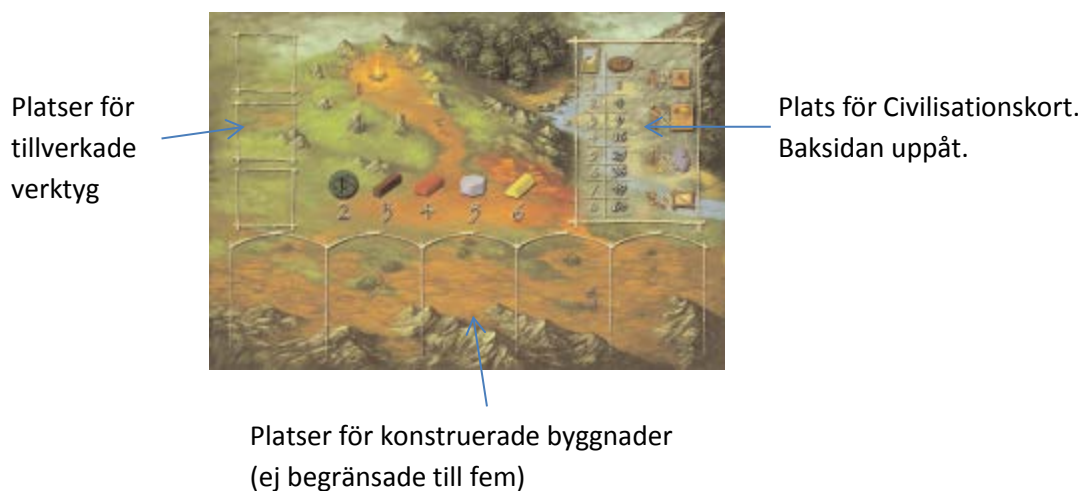 Platser för
tillverkade
verktyg
Plats för Civilisationskort.
Baksidan uppåt.
2 3 4 5 6
Platser för konstruerade byggnader
(ej begränsade till fem)